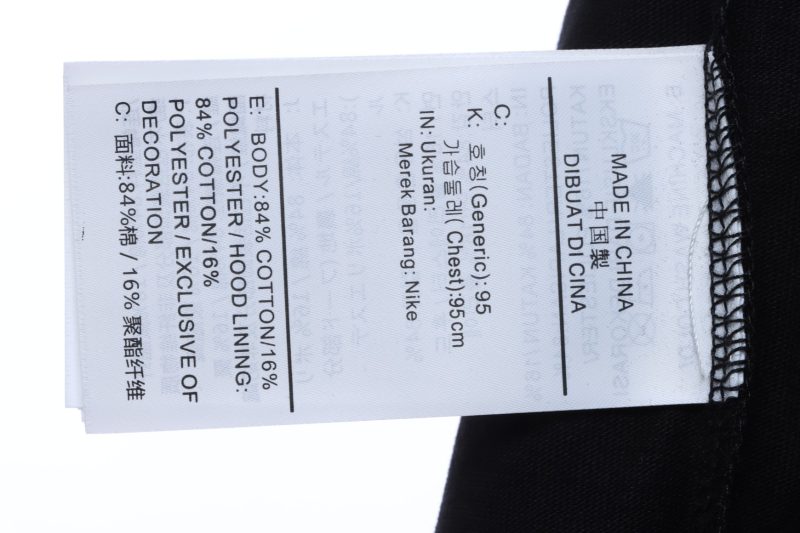 MADE IN CHINA
中国製
DIBUAT DI CINA
C:
K: 호칭(Generic):95
가슴둘레(Chest):95cm
IN: Ukuran:
Merek Barang: Nike
E: BODY:84% COTTON/16%
POLYESTER / HOOD LINING:
84% COTTON/16%
POLYESTER / EXCLUSIVE OF
DECORATION
C: 面料:84%棉 / 16% 聚酯纤维